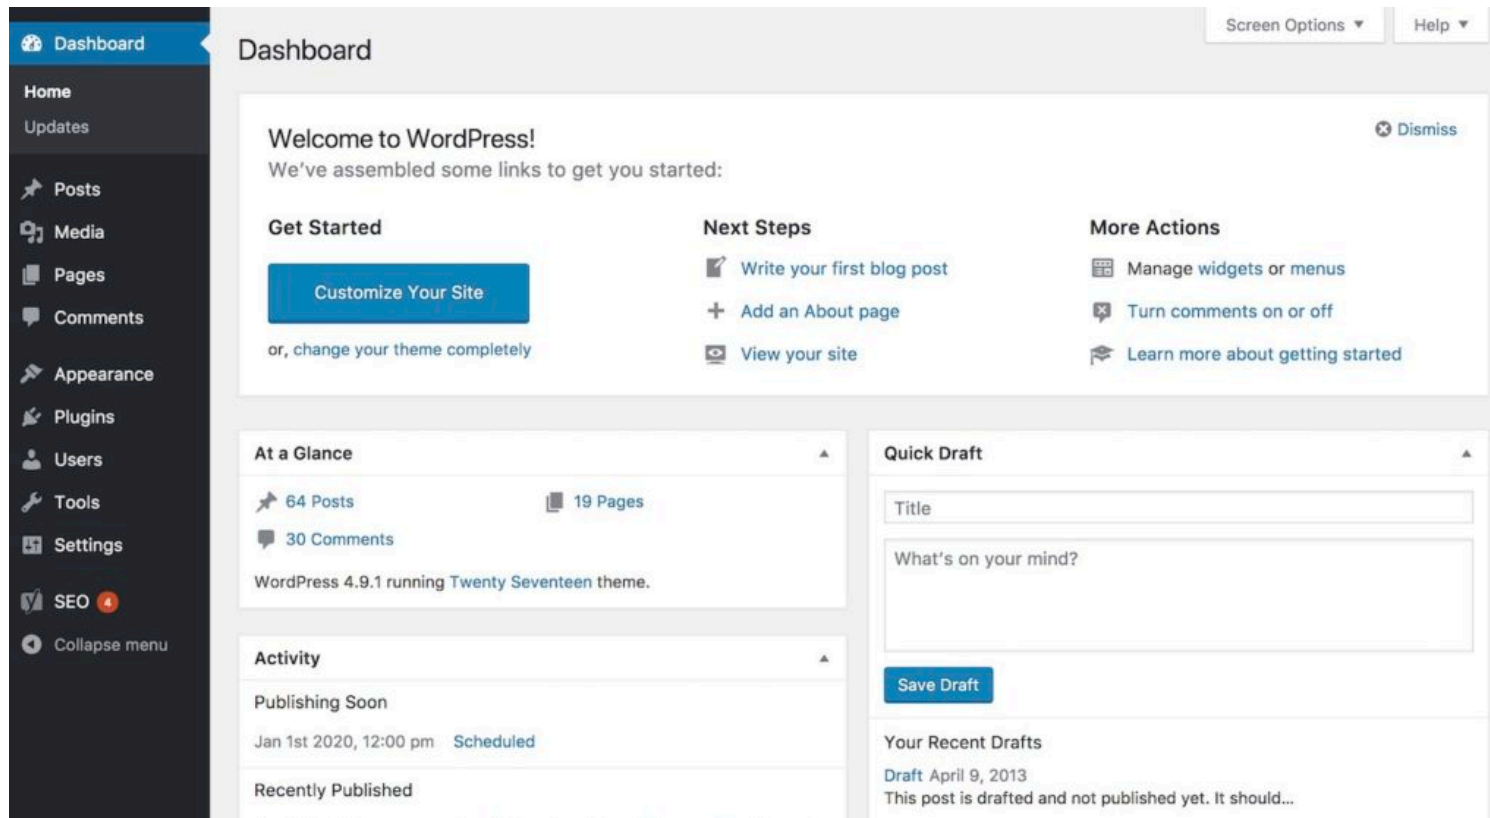 Dashboard
Home
Updates
Posts
Media
Pages
Comments
Appearance
Plugins
Users
Tools
Settings
SEO 4
Collapse menu
Screen Options ▼
Help ▼
Dashboard
Welcome to WordPress!
We've assembled some links to get you started:
Dismiss
Get Started
Customize Your Site
or, change your theme completely
Next Steps
Write your first blog post
Add an About page
View your site
More Actions
Manage widgets or menus
Turn comments on or off
Learn more about getting started
At a Glance
64 Posts
19 Pages
30 Comments
WordPress 4.9.1 running Twenty Seventeen theme.
Activity
Publishing Soon
Jan 1st 2020, 12:00 pm Scheduled
Recently Published
Quick Draft
Title
What's on your mind?
Save Draft
Your Recent Drafts
Draft April 9, 2013
This post is drafted and not published yet. It should...